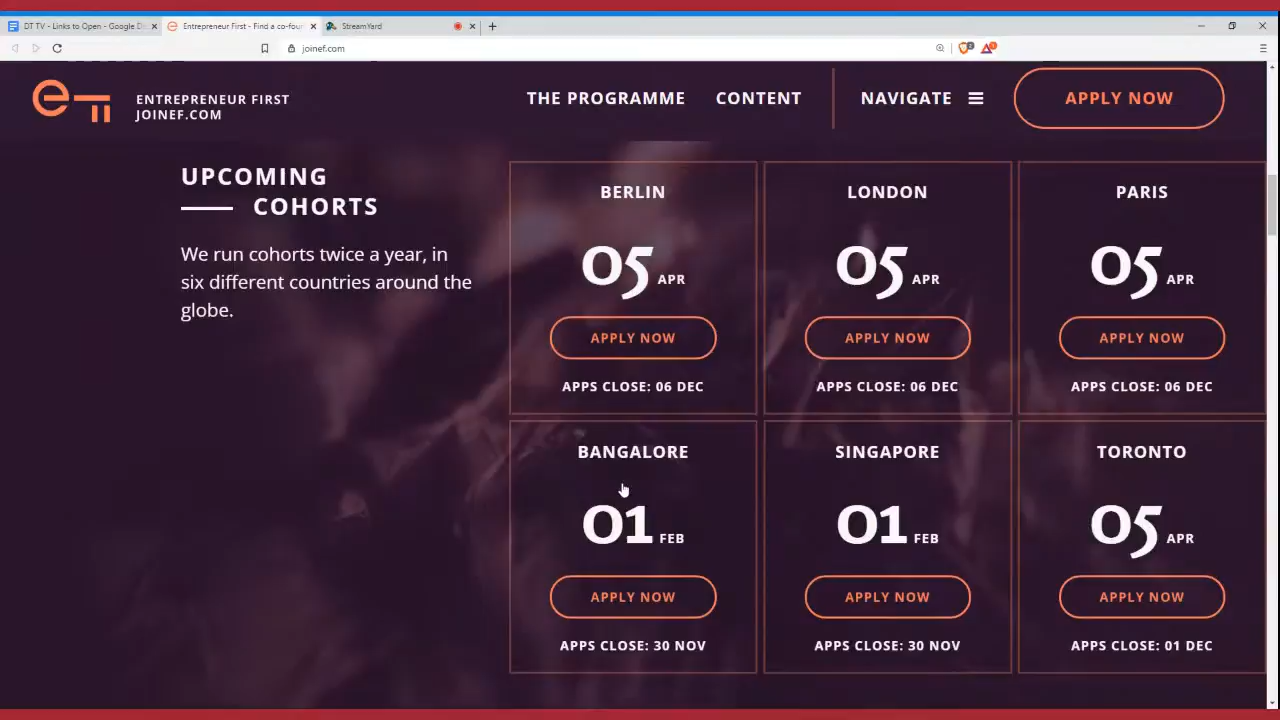 DT TV - Links to Open - Google D
Entrepreneur First - Find a co-fou
StreamYard
joinef.com
ENTREPRENEUR FIRST
JOINEF.COM
THE PROGRAMME
CONTENT
NAVIGATE
APPLY NOW
UPCOMING
COHORTS
We run cohorts twice a year, in
six different countries around the
globe.
BERLIN
05 APR
APPLY NOW
APPS CLOSE: 06 DEC
LONDON
05 APR
APPLY NOW
APPS CLOSE: 06 DEC
PARIS
05 APR
APPLY NOW
APPS CLOSE: 06 DEC
BANGALORE
01 FEB
APPLY NOW
APPS CLOSE: 30 NOV
SINGAPORE
01 FEB
APPLY NOW
APPS CLOSE: 30 NOV
TORONTO
05 APR
APPLY NOW
APPS CLOSE: 01 DEC